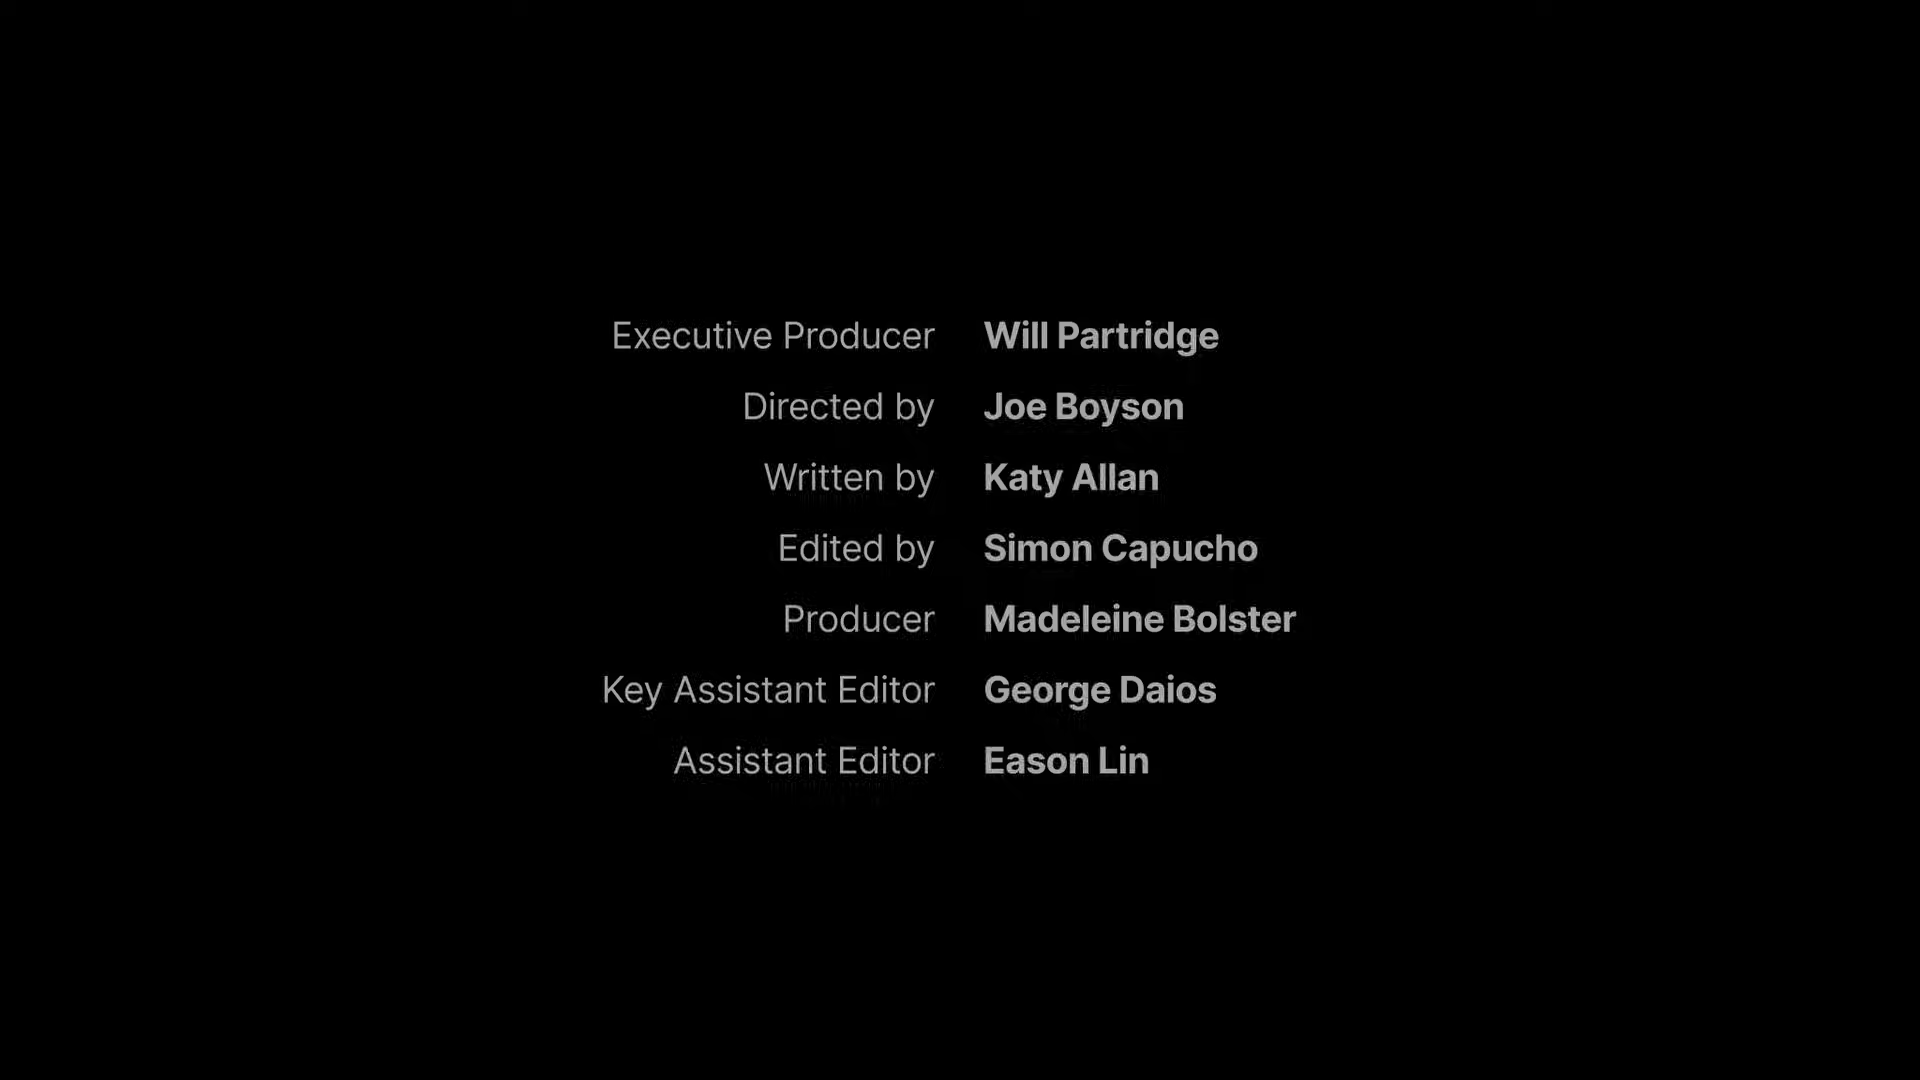 Executive Producer Will Partridge
Directed by Joe Boyson
Written by Katy Allan
Edited by Simon Capucho
Producer Madeleine Bolster
Key Assistant Editor George Daios
Assistant Editor Eason Lin